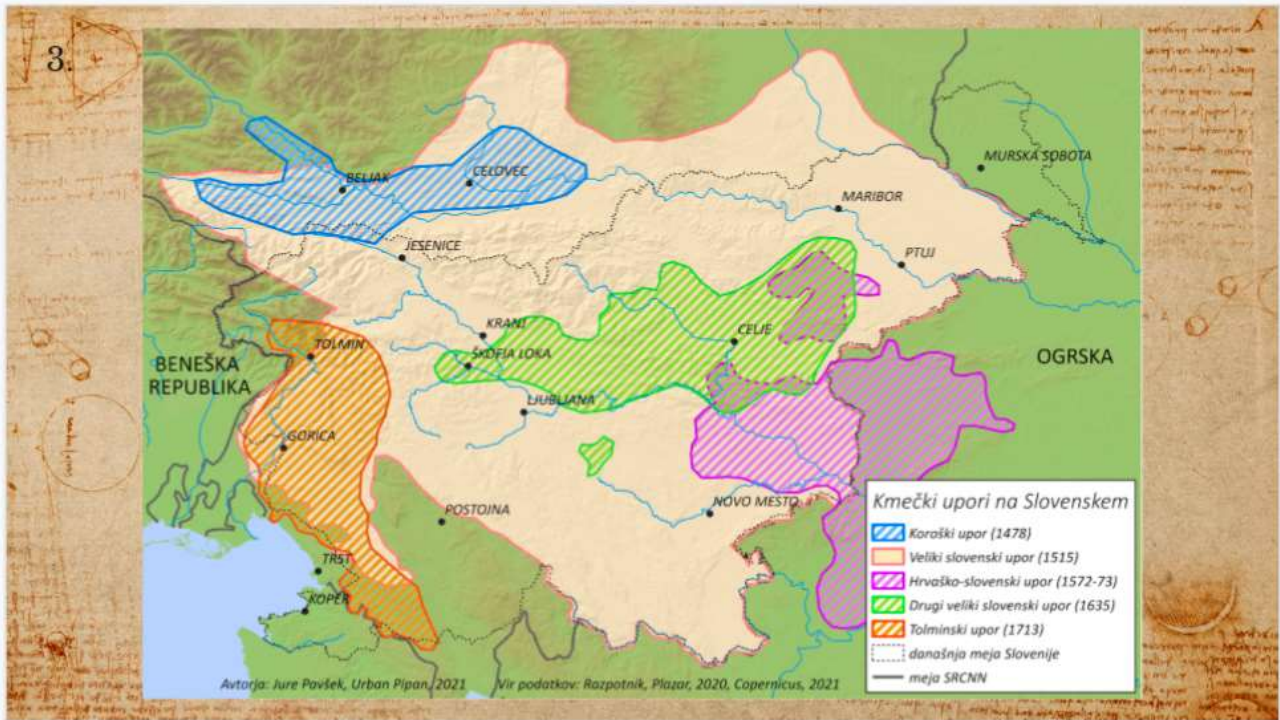 3.
MURSKA SOBOTA
BELJAK
CELOVEC
MARIBOR
JESENICE
PTUJ
KRANJ
CELJE
TOLMIN
ŠKOFJA LOKA
BENEŠKA
REPUBLIKA
OGRSKA
LJUBLJANA
GORICA
POSTOJNA
NOVO MESTO
TRST
KOPER
Kmečki upori na Slovenskem
Koroški upor (1478)
Veliki slovenski upor (1515)
Hrvaško-slovenski upor (1572-73)
Drugi veliki slovenski upor (1635)
Tolminski upor (1713)
današnja meja Slovenije
meja SRCNN
Avtorja: Jure Pavšek, Urban Pipan, 2021 Vir podatkov: Razpotnik, Plazar, 2020, Copernicus, 2021